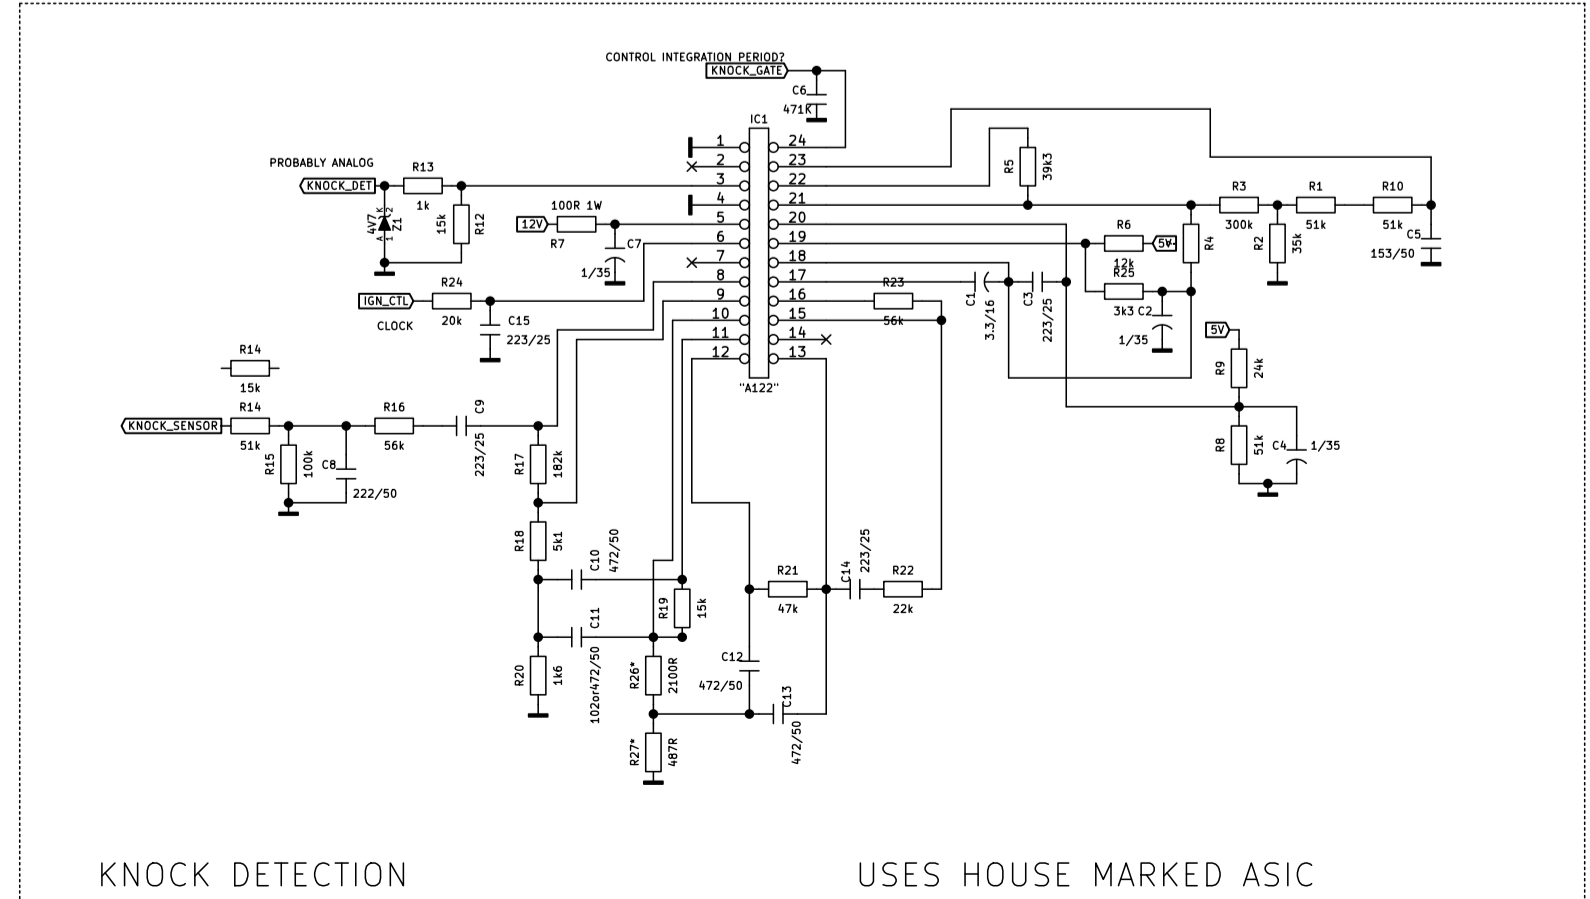 CONTROL INTEGRATION PERIOD?
KNOCK_GATE
C6
471K
IC1
1 24
2 23
3 22
4 21
5 20
6 19
7 18
8 17
9 16
10 15
11 14
12 13
"A122"
PROBABLY ANALOG
KNOCK_DET
R13
1k
4V7
Z1
K
2
A
1
15k
R12
12V
100R 1W
R7
C7
1/35
IGN_CTL
R24
20k
CLOCK
C15
223/25
R14
15k
KNOCK_SENSOR
R14
51k
R15
100k
C8
222/50
R16
56k
C9
223/25
R17
182k
R18
5k1
C10
472/50
C11
102or472/50
R19
15k
R20
1k6
R26*
2100R
R27*
487R
C12
472/50
C13
472/50
R21
47k
C14
223/25
R22
22k
R23
56k
R5
39k3
C1
3.3/16
C3
223/25
R6
12k
5V
R25
3k3
C2
1/35
R4
R3
300k
R2
35k
R1
51k
R10
51k
C5
153/50
5V
R9
24k
R8
51k
C4
1/35
KNOCK DETECTION
USES HOUSE MARKED ASIC